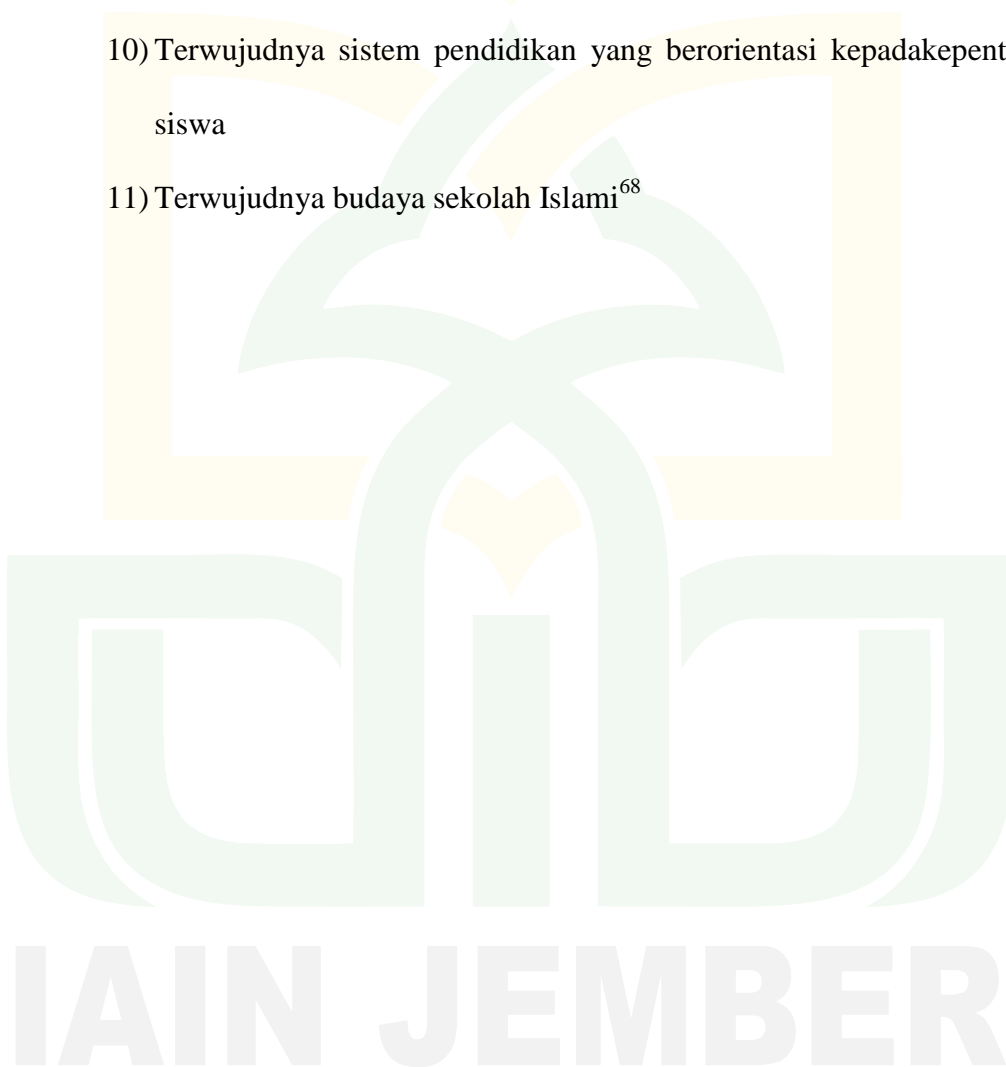 10) Terwujudnya sistem pendidikan yang berorientasi kepadakepent
siswa
11) Terwujudnya budaya sekolah Islami68
IAIN JEMBER